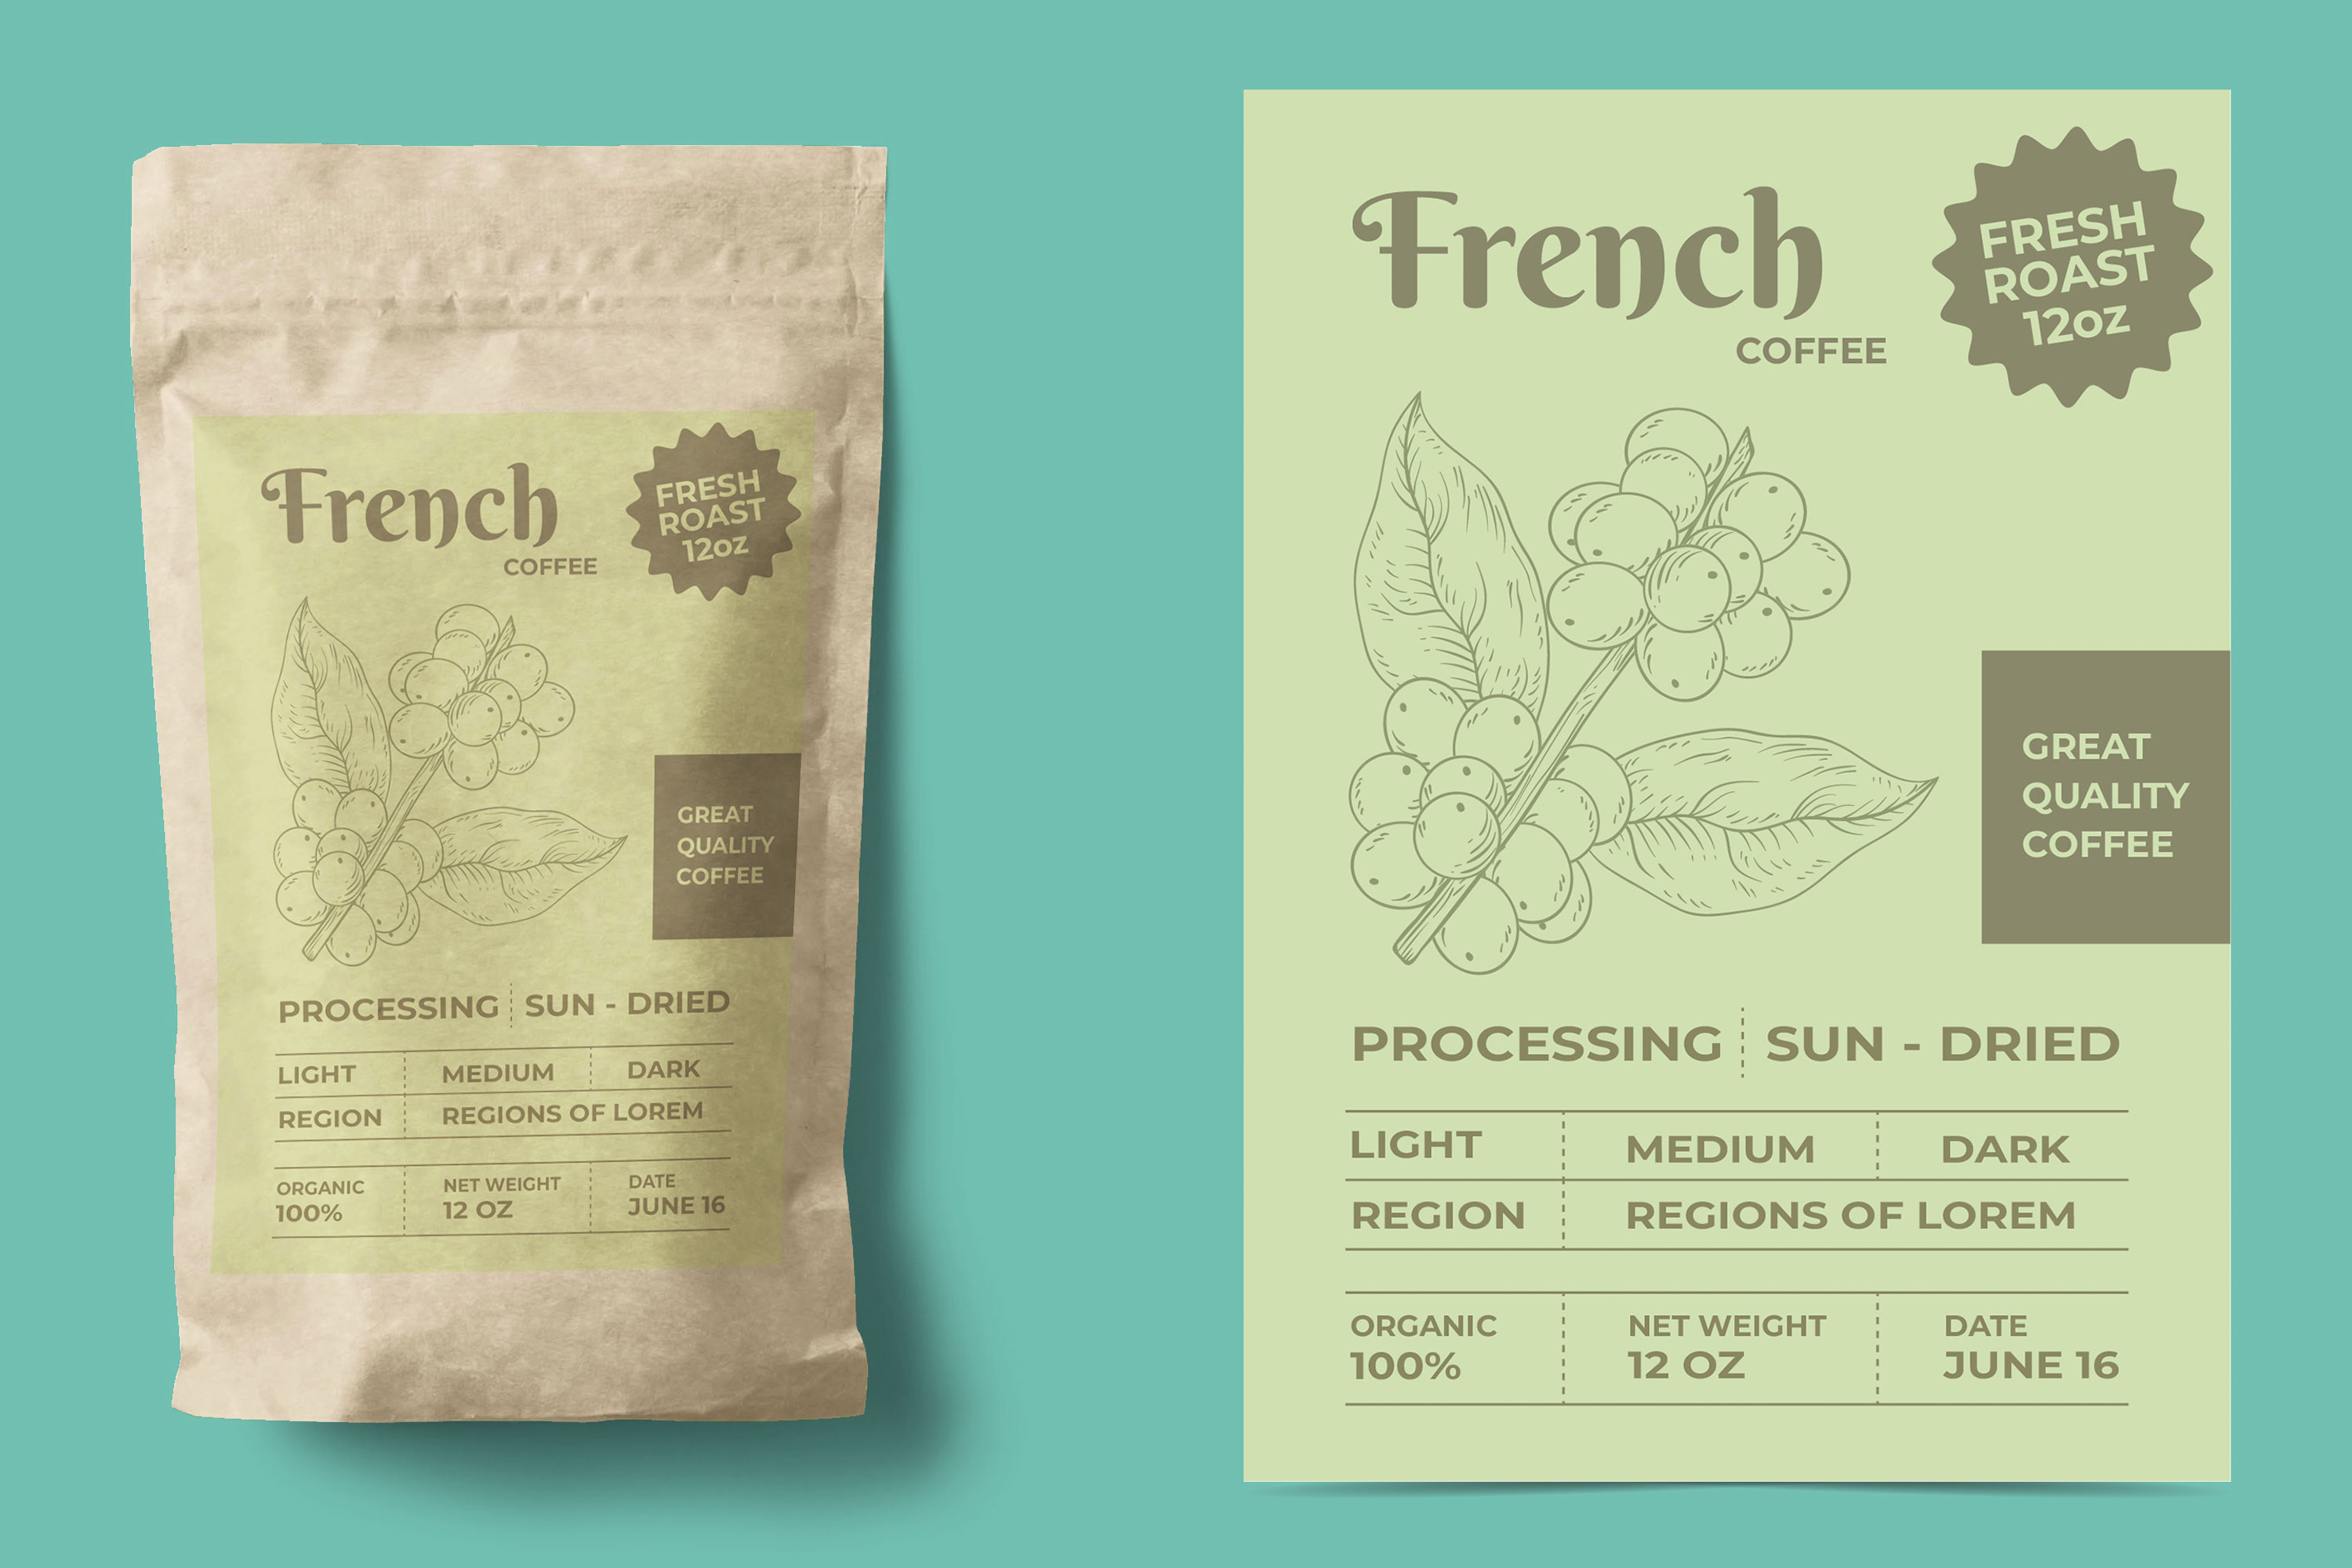 French
COFFEE
FRESH
ROAST
12oz
GREAT
QUALITY
COFFEE
PROCESSING SUN - DRIED
LIGHT MEDIUM DARK
REGION REGIONS OF LOREM
ORGANIC NET WEIGHT DATE
100% 12 OZ JUNE 16
French
COFFEE
FRESH
ROAST
12oz
GREAT
QUALITY
COFFEE
PROCESSING SUN - DRIED
LIGHT MEDIUM DARK
REGION REGIONS OF LOREM
ORGANIC NET WEIGHT DATE
100% 12 OZ JUNE 16